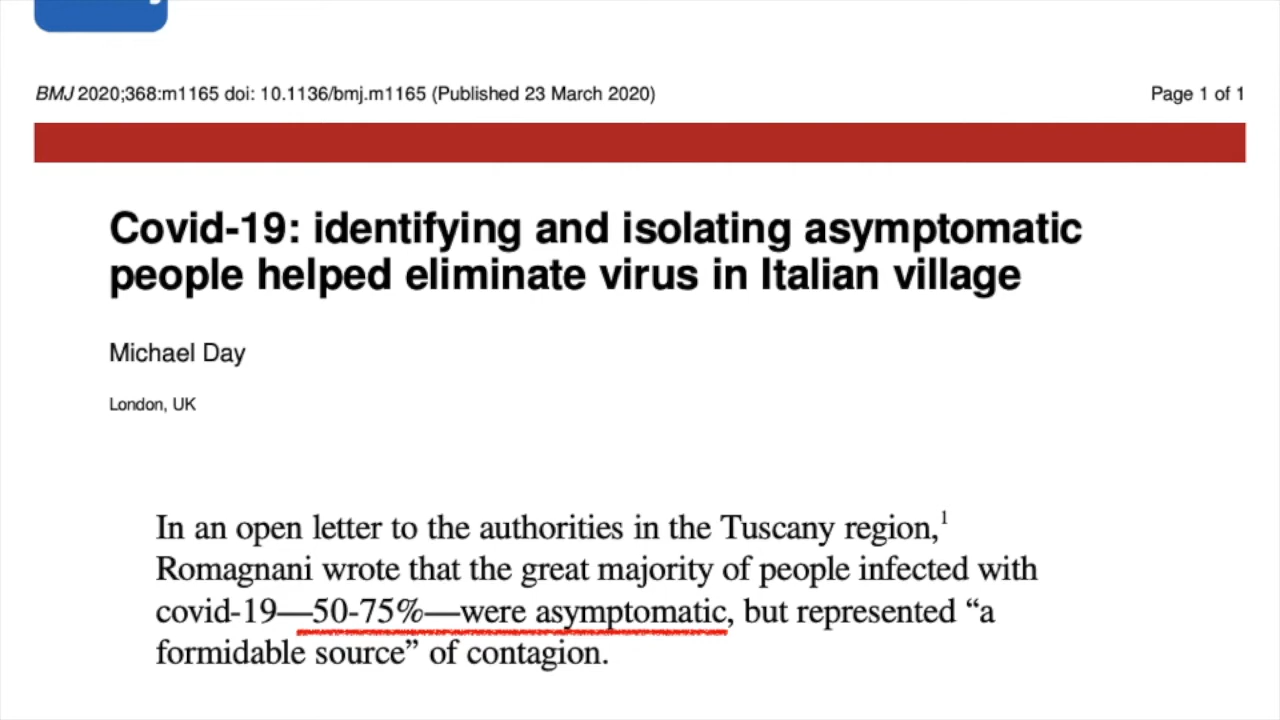 BMJ 2020;368:m1165 doi: 10.1136/bmj.m1165 (Published 23 March 2020) Page 1 of 1
Covid-19: identifying and isolating asymptomatic
people helped eliminate virus in Italian village
Michael Day
London, UK
In an open letter to the authorities in the Tuscany region,1
Romagnani wrote that the great majority of people infected with
covid-19—50-75%—were asymptomatic, but represented “a
formidable source” of contagion.